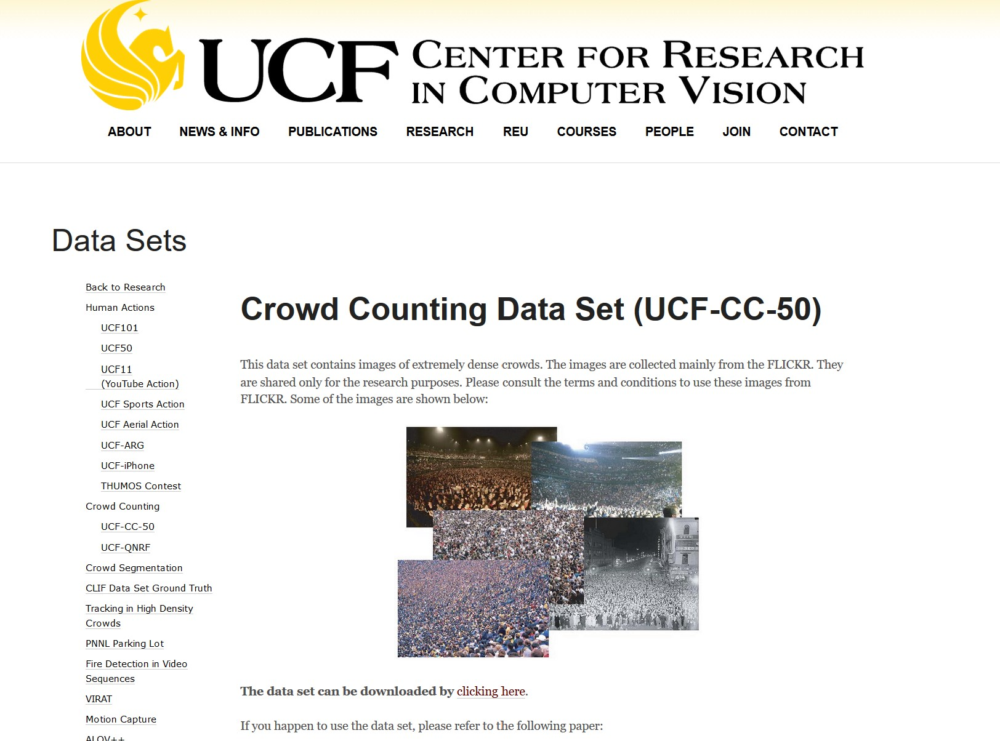 UCF CENTER FOR RESEARCH
IN COMPUTER VISION
ABOUT NEWS & INFO PUBLICATIONS RESEARCH REU COURSES PEOPLE JOIN CONTACT
Data Sets
Back to Research
Human Actions
UCF101
UCF50
UCF11
(YouTube Action)
UCF Sports Action
UCF Aerial Action
UCF-ARG
UCF-iPhone
THUMOS Contest
Crowd Counting
UCF-CC-50
UCF-QNRF
Crowd Segmentation
CLIF Data Set Ground Truth
Tracking in High Density
Crowds
PNNL Parking Lot
Fire Detection in Video
Sequences
VIRAT
Motion Capture
ALOV++
Crowd Counting Data Set (UCF-CC-50)
This data set contains images of extremely dense crowds. The images are collected mainly from the FLICKR. They
are shared only for the research purposes. Please consult the terms and conditions to use these images from
FLICKR. Some of the images are shown below:
The data set can be downloaded by clicking here.
If you happen to use the data set, please refer to the following paper: